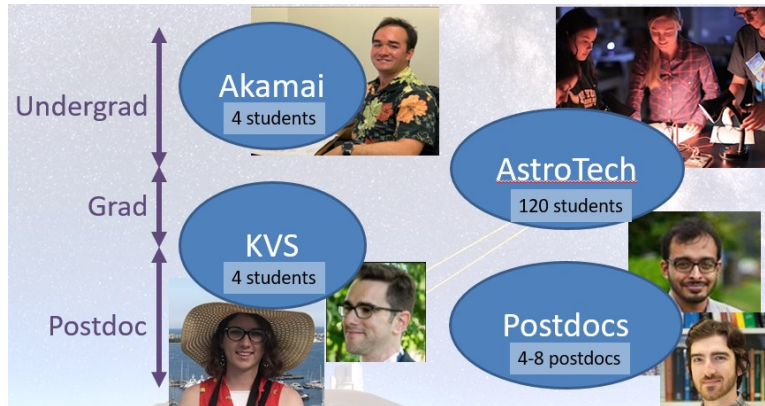 Undergrad
Akamai
4 students
AstroTech
120 students
Grad
KVS
4 students
Postdoc
Postdocs
4-8 postdocs